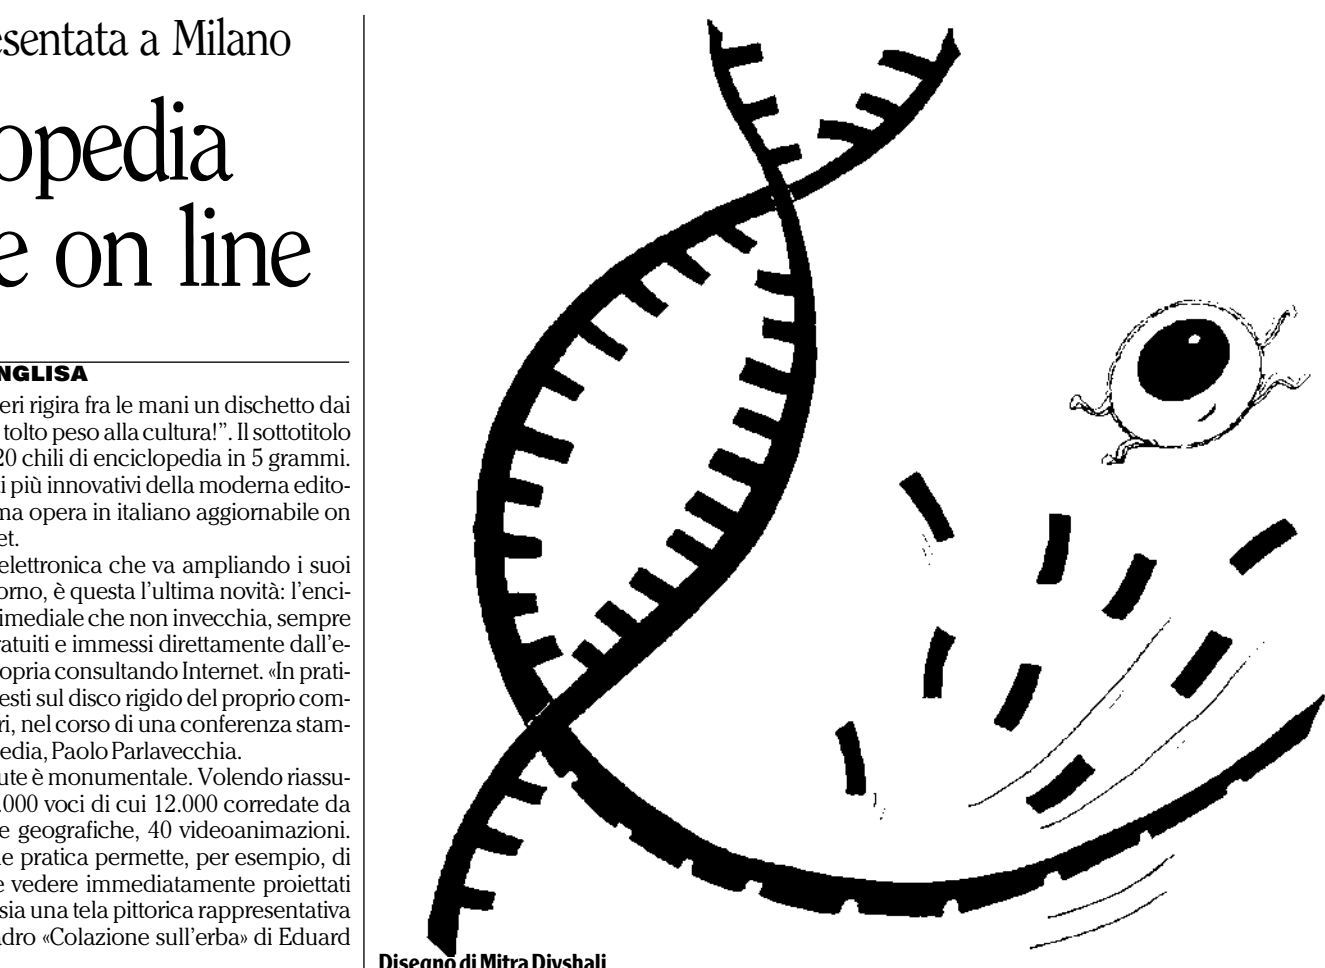 esentata a Milano
opedia
e on line
NGLISA
eri rigira fra le mani un dischetto dai
tolto peso alla cultura!”. Il sottotitolo
20 chili di enciclopedia in 5 grammi.
i più innovativi della moderna edito-
ma opera in italiano aggiornabile on
et.
elettronica che va ampliando i suoi
orno, è questa l’ultima novità: l’enci-
imediale che non invecchia, sempre
ratuiti e immessi direttamente dall’e-
opria consultando Internet. «In prati-
esti sul disco rigido del proprio com-
ri, nel corso di una conferenza stam-
edia, Paolo Parlavecchia.
ute è monumentale. Volendo riassu-
.000 voci di cui 12.000 corredate da
e geografiche, 40 videoanimazioni.
le pratica permette, per esempio, di
e vedere immediatamente proiettati
sia una tela pittorica rappresentativa
adro «Colazione sull’erba» di Eduard
Disegno di Mitra Divshali